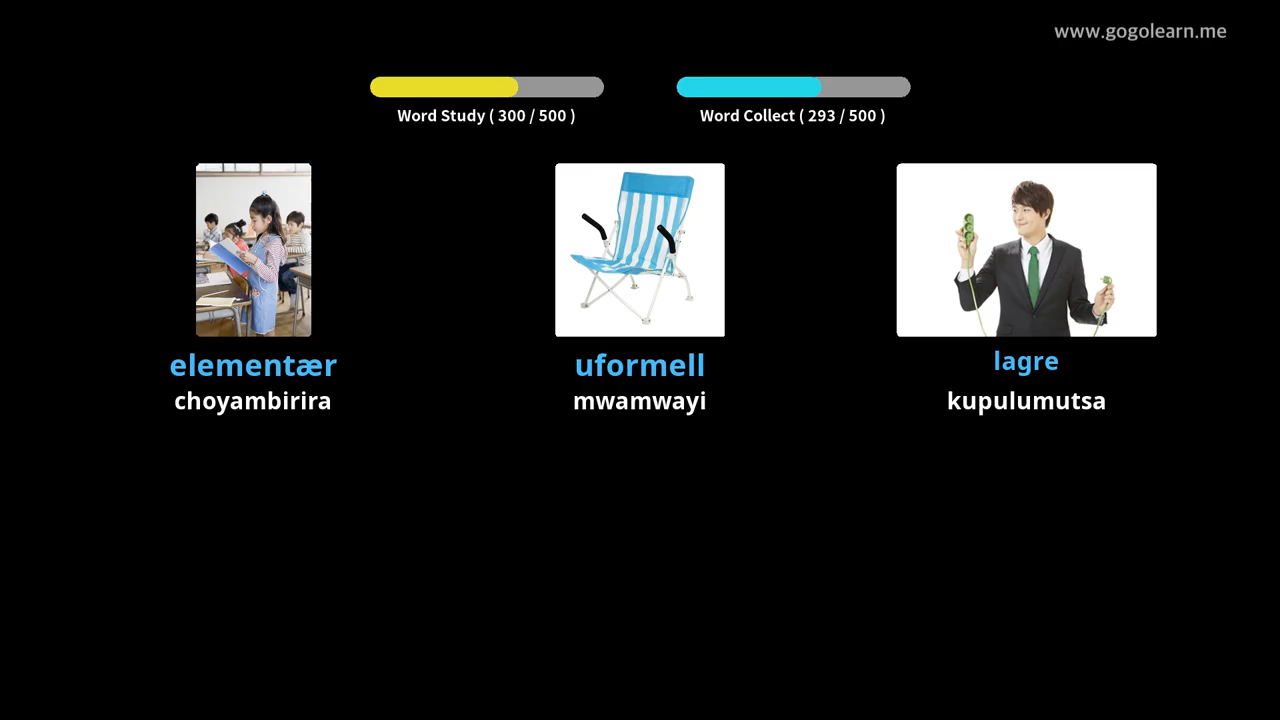 www.gogolearn.me
Word Study ( 300 / 500 )
Word Collect ( 293 / 500 )
elementær
uformell
lagre
choyambirira
mwamwayi
kupulumutsa